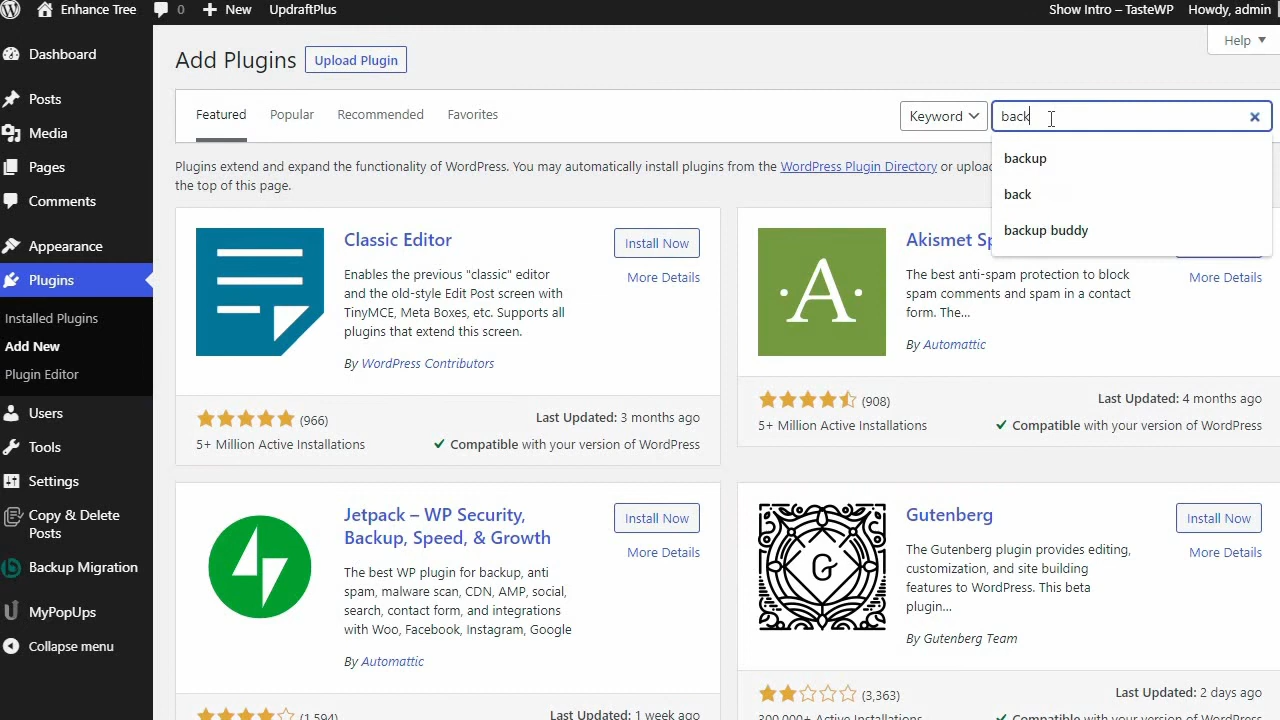 Enhance Tree
0
New
UpdraftPlus
Show Intro – TasteWP
Howdy, admin
Dashboard
Posts
Media
Pages
Comments
Appearance
Plugins
Installed Plugins
Add New
Plugin Editor
Users
Tools
Settings
Copy & Delete
Posts
Backup Migration
MyPopUps
Collapse menu
Help
Add Plugins
Upload Plugin
Featured
Popular
Recommended
Favorites
Keyword
back
backup
back
backup buddy
Plugins extend and expand the functionality of WordPress. You may automatically install plugins from the WordPress Plugin Directory or
the top of this page.
Classic Editor
Install Now
More Details
Enables the previous "classic" editor
and the old-style Edit Post screen with
TinyMCE, Meta Boxes, etc. Supports all
plugins that extend this screen.
By WordPress Contributors
(966)
Last Updated: 3 months ago
5+ Million Active Installations
Compatible with your version of WordPress
A
Akismet
More Details
The best anti-spam protection to block
spam comments and spam in a contact
form. The...
By Automattic
(908)
Last Updated: 4 months ago
5+ Million Active Installations
Compatible with your version of WordPress
Jetpack – WP Security,
Backup, Speed, & Growth
Install Now
More Details
The best WP plugin for backup, anti
spam, malware scan, CDN, AMP, social,
search, contact form, and integrations
with Woo, Facebook, Instagram, Google
By Automattic
(1,594)
Last Updated: 1 week ago
G
Gutenberg
Install Now
More Details
The Gutenberg plugin provides editing,
customization, and site building
features to WordPress. This beta
plugin...
By Gutenberg Team
(3,363)
Last Updated: 2 days ago
300,000+ Active Installations
Compatible with your version of WordPress